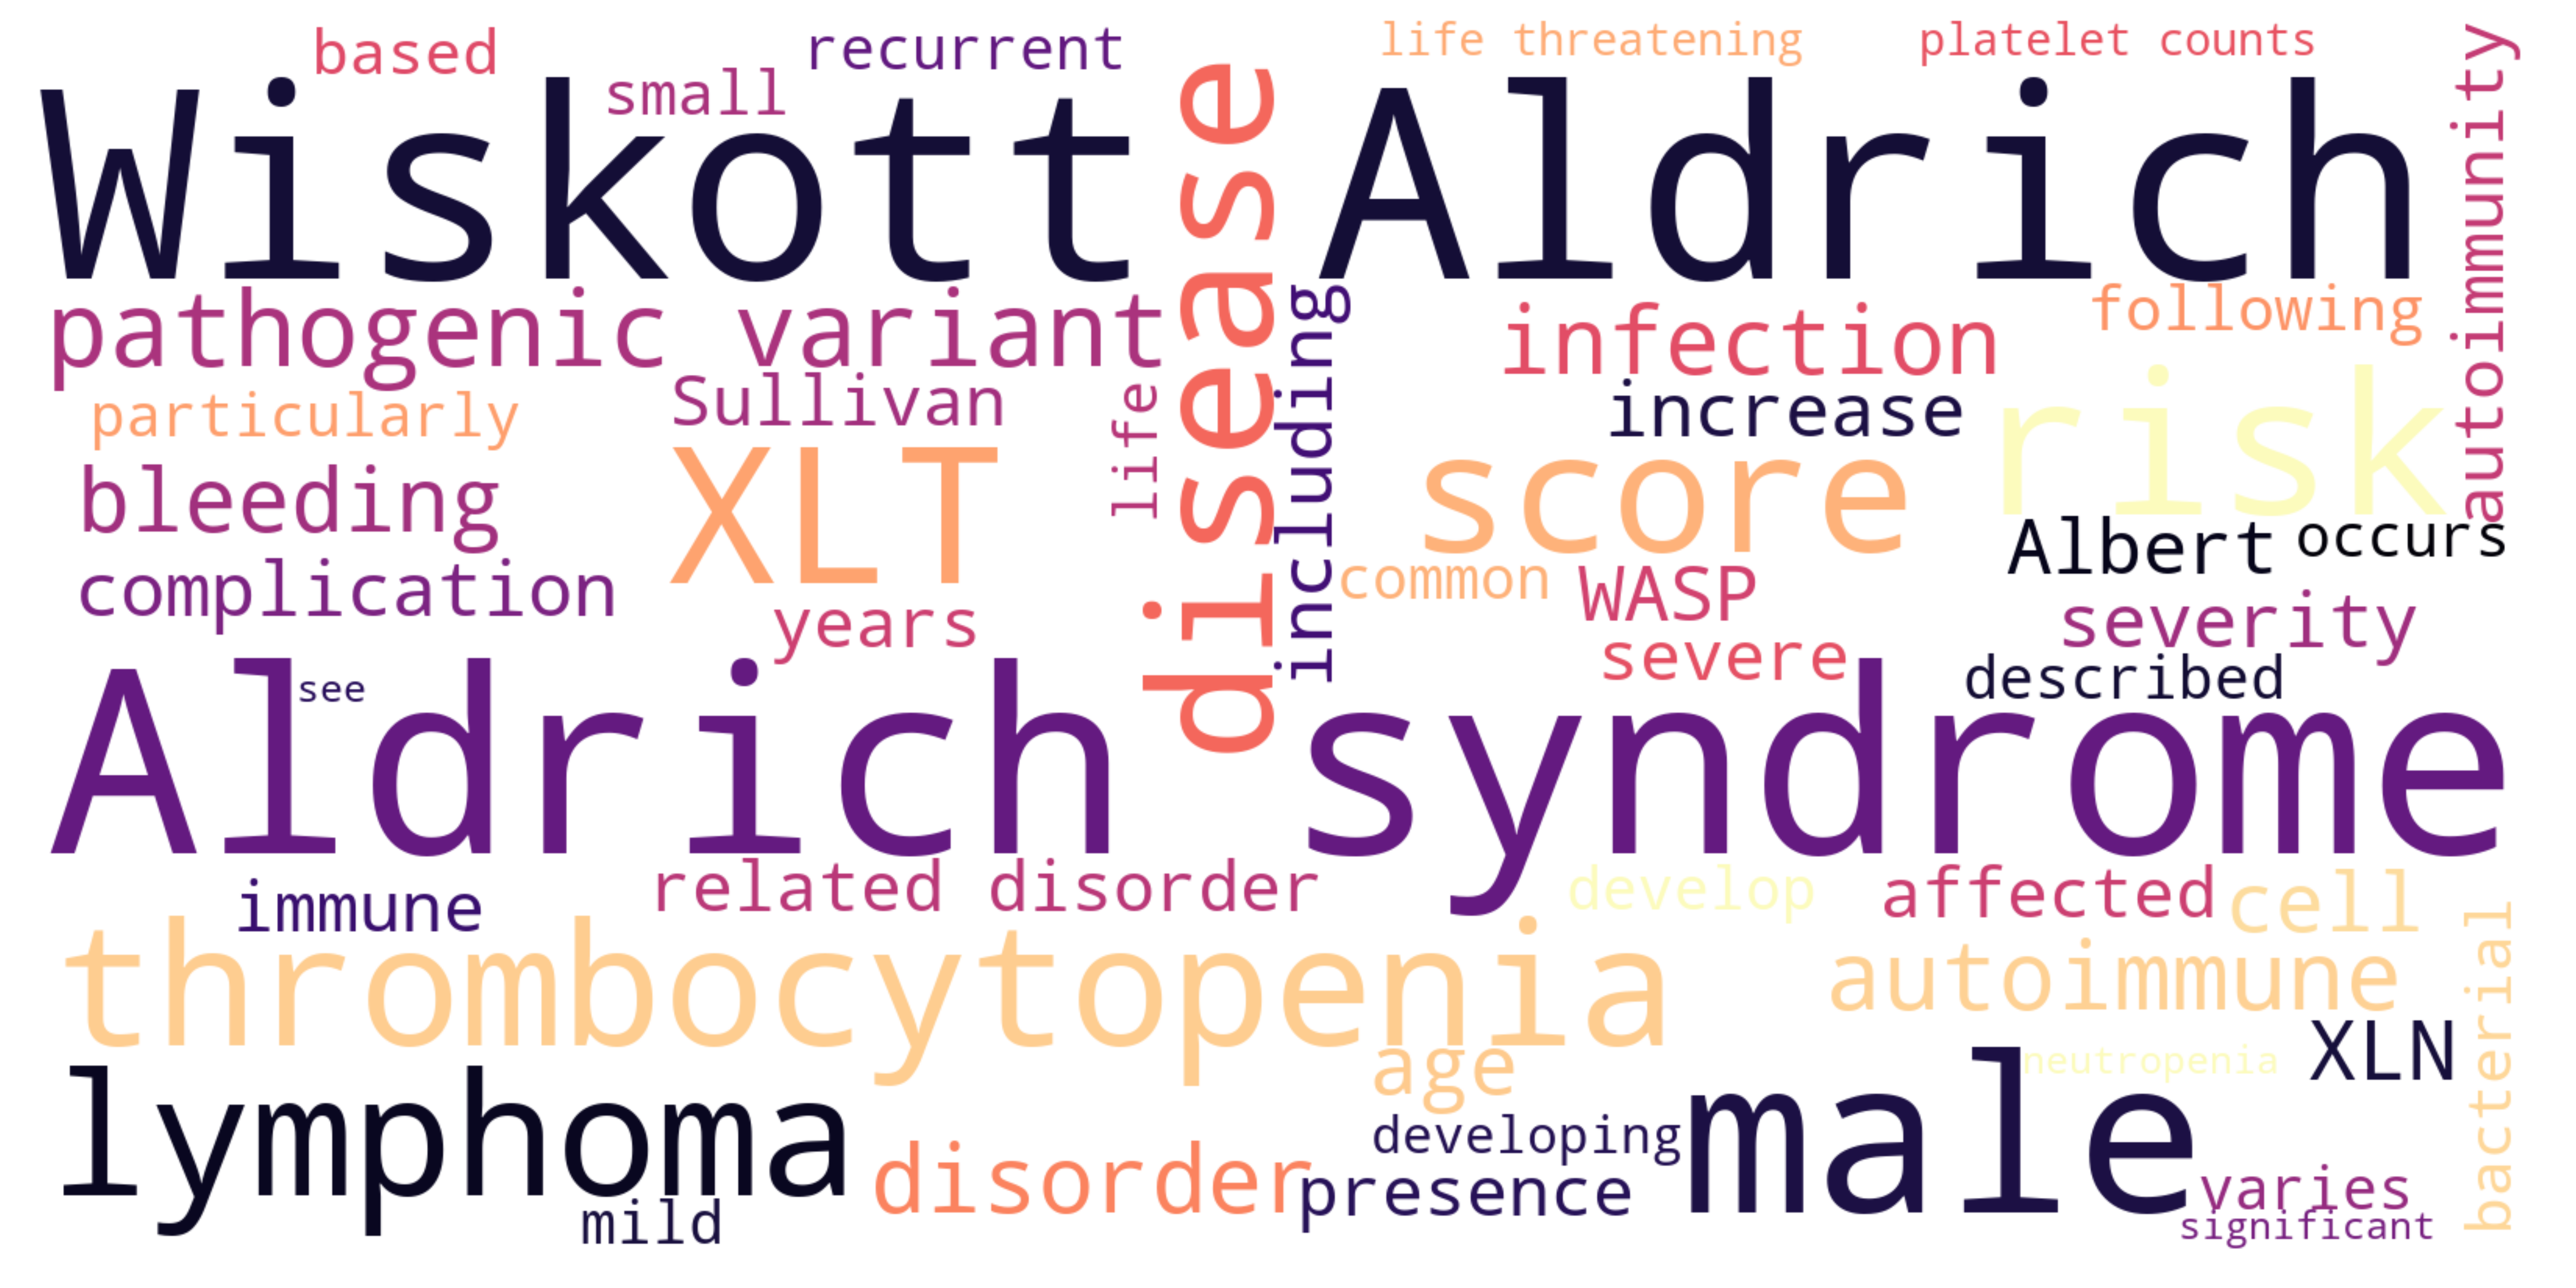 based
recurrent
life threatening
platelet counts
small
Wiskott
Aldrich
disease
autoimmunity
pathogenic variant
including
infection
following
particularly
Sullivan
life
increase
risk
bleeding
XLT
score
Albert
occurs
complication
years
common
WASP
severity
severe
described
see
Aldrich syndrome
immune
related disorder
develop
affected
cell
thrombocytopenia
autoimmune
bacterial
age
neutropenia
XLN
lymphoma
male
developing
disorder
presence
varies
mild
significant